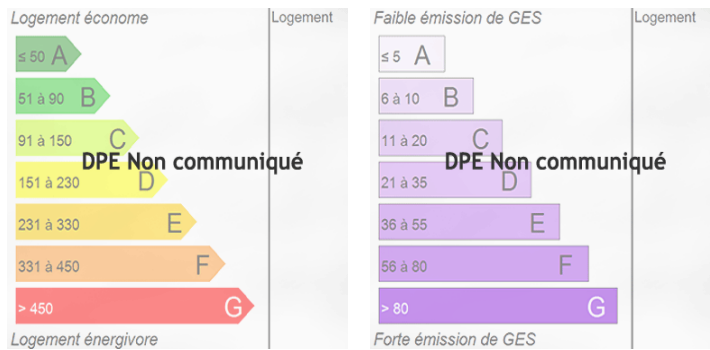 Logement économe Logement
≤ 50 A
51 à 90 B
91 à 150 C
DPE Non communiqué
151 à 230 D
231 à 330 E
331 à 450 F
> 450 G
Logement énergivore
Faible émission de GES Logement
≤ 5 A
6 à 10 B
11 à 20 C
DPE Non communiqué
21 à 35 D
36 à 55 E
56 à 80 F
> 80 G
Forte émission de GES